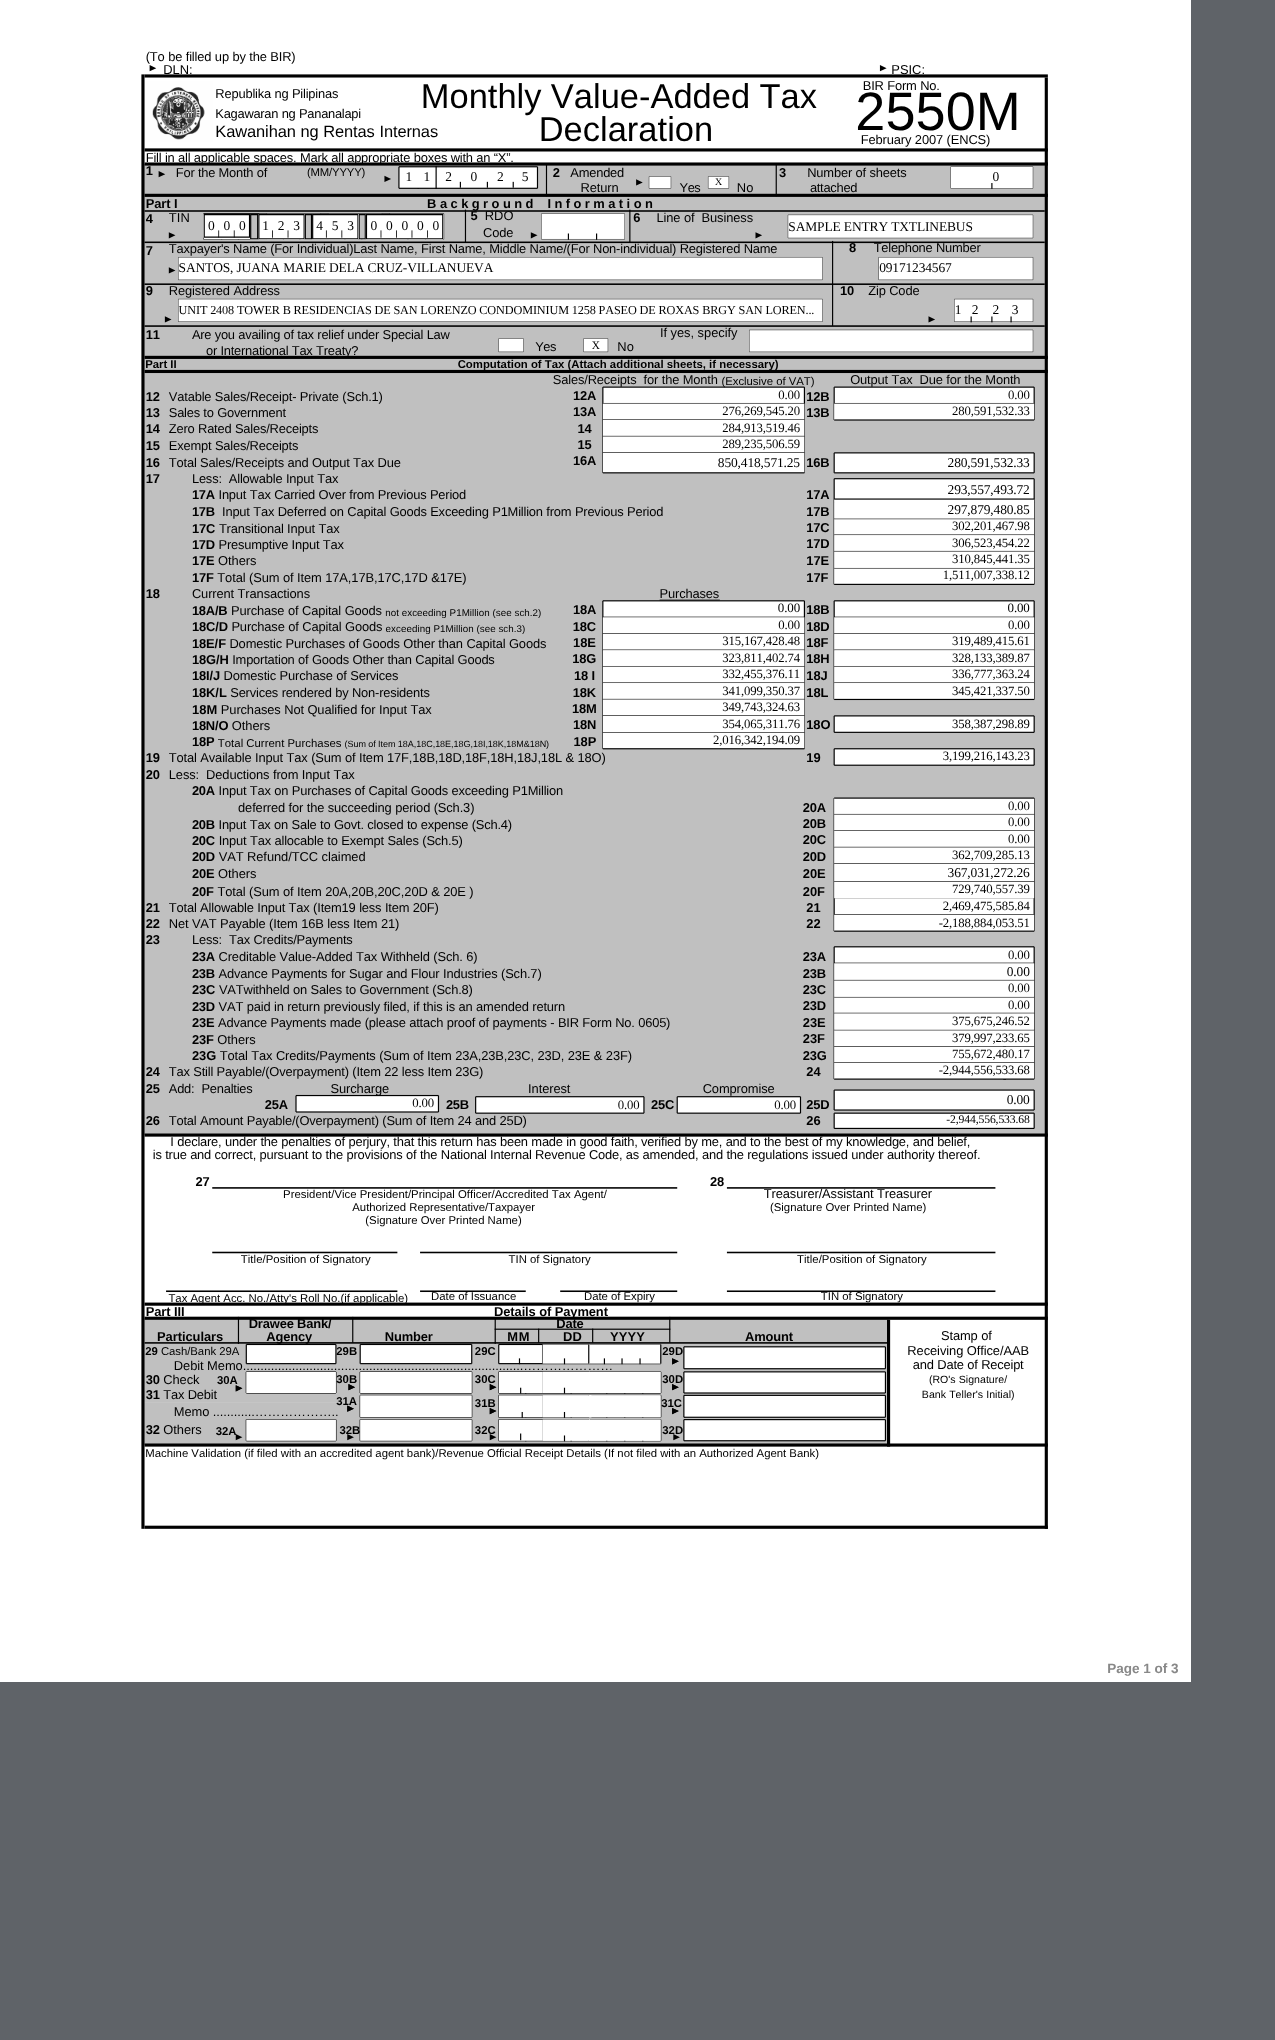 (To be filled up by the BIR)
DLN: PSIC:
Republika ng Pilipinas
Kagawaran ng Pananalapi
Kawanihan ng Rentas Internas
Monthly Value-Added Tax
Declaration
BIR Form No.
2550M
February 2007 (ENCS)
Fill in all applicable spaces. Mark all appropriate boxes with an “X”.
1 For the Month of (MM/YYYY) 1 1 2 0 2 5 2 Amended Return Yes X No 3 Number of sheets attached 0
Part I Background Information
4 TIN 0 0 0 1 2 3 4 5 3 0 0 0 0 0 5 RDO Code 6 Line of Business SAMPLE ENTRY TXTLINEBUS
7 Taxpayer's Name (For Individual)Last Name, First Name, Middle Name/(For Non-individual) Registered Name 8 Telephone Number
SANTOS, JUANA MARIE DELA CRUZ-VILLANUEVA 09171234567
9 Registered Address 10 Zip Code
UNIT 2408 TOWER B RESIDENCIAS DE SAN LORENZO CONDOMINIUM 1258 PASEO DE ROXAS BRGY SAN LOREN... 1 2 2 3
11 Are you availing of tax relief under Special Law If yes, specify
or International Tax Treaty? Yes X No
Part II Computation of Tax (Attach additional sheets, if necessary)
Sales/Receipts for the Month (Exclusive of VAT) Output Tax Due for the Month
12 Vatable Sales/Receipt- Private (Sch.1) 12A 0.00 12B 0.00
13 Sales to Government 13A 276,269,545.20 13B 280,591,532.33
14 Zero Rated Sales/Receipts 14 284,913,519.46
15 Exempt Sales/Receipts 15 289,235,506.59
16 Total Sales/Receipts and Output Tax Due 16A 850,418,571.25 16B 280,591,532.33
17 Less: Allowable Input Tax
17A Input Tax Carried Over from Previous Period 17A 293,557,493.72
17B Input Tax Deferred on Capital Goods Exceeding P1Million from Previous Period 17B 297,879,480.85
17C Transitional Input Tax 17C 302,201,467.98
17D Presumptive Input Tax 17D 306,523,454.22
17E Others 17E 310,845,441.35
17F Total (Sum of Item 17A,17B,17C,17D &17E) 17F 1,511,007,338.12
18 Current Transactions Purchases
18A/B Purchase of Capital Goods not exceeding P1Million (see sch.2) 18A 0.00 18B 0.00
18C/D Purchase of Capital Goods exceeding P1Million (see sch.3) 18C 0.00 18D 0.00
18E/F Domestic Purchases of Goods Other than Capital Goods 18E 315,167,428.48 18F 319,489,415.61
18G/H Importation of Goods Other than Capital Goods 18G 323,811,402.74 18H 328,133,389.87
18I/J Domestic Purchase of Services 18 I 332,455,376.11 18J 336,777,363.24
18K/L Services rendered by Non-residents 18K 341,099,350.37 18L 345,421,337.50
18M Purchases Not Qualified for Input Tax 18M 349,743,324.63
18N/O Others 18N 354,065,311.76 18O 358,387,298.89
18P Total Current Purchases (Sum of Item 18A,18C,18E,18G,18I,18K,18M&18N) 18P 2,016,342,194.09
19 Total Available Input Tax (Sum of Item 17F,18B,18D,18F,18H,18J,18L & 18O) 19 3,199,216,143.23
20 Less: Deductions from Input Tax
20A Input Tax on Purchases of Capital Goods exceeding P1Million
deferred for the succeeding period (Sch.3) 20A 0.00
20B Input Tax on Sale to Govt. closed to expense (Sch.4) 20B 0.00
20C Input Tax allocable to Exempt Sales (Sch.5) 20C 0.00
20D VAT Refund/TCC claimed 20D 362,709,285.13
20E Others 20E 367,031,272.26
20F Total (Sum of Item 20A,20B,20C,20D & 20E ) 20F 729,740,557.39
21 Total Allowable Input Tax (Item19 less Item 20F) 21 2,469,475,585.84
22 Net VAT Payable (Item 16B less Item 21) 22 -2,188,884,053.51
23 Less: Tax Credits/Payments
23A Creditable Value-Added Tax Withheld (Sch. 6) 23A 0.00
23B Advance Payments for Sugar and Flour Industries (Sch.7) 23B 0.00
23C VATwithheld on Sales to Government (Sch.8) 23C 0.00
23D VAT paid in return previously filed, if this is an amended return 23D 0.00
23E Advance Payments made (please attach proof of payments - BIR Form No. 0605) 23E 375,675,246.52
23F Others 23F 379,997,233.65
23G Total Tax Credits/Payments (Sum of Item 23A,23B,23C, 23D, 23E & 23F) 23G 755,672,480.17
24 Tax Still Payable/(Overpayment) (Item 22 less Item 23G) 24 -2,944,556,533.68
25 Add: Penalties Surcharge Interest Compromise
25A 0.00 25B 0.00 25C 0.00 25D 0.00
26 Total Amount Payable/(Overpayment) (Sum of Item 24 and 25D) 26 -2,944,556,533.68
I declare, under the penalties of perjury, that this return has been made in good faith, verified by me, and to the best of my knowledge, and belief,
is true and correct, pursuant to the provisions of the National Internal Revenue Code, as amended, and the regulations issued under authority thereof.
27 28
President/Vice President/Principal Officer/Accredited Tax Agent/ Treasurer/Assistant Treasurer
Authorized Representative/Taxpayer (Signature Over Printed Name)
(Signature Over Printed Name)
Title/Position of Signatory TIN of Signatory Title/Position of Signatory
Tax Agent Acc. No./Atty's Roll No.(if applicable) Date of Issuance Date of Expiry TIN of Signatory
Part III Details of Payment
Particulars Drawee Bank/ Agency Number Date MM DD YYYY Amount
29 Cash/Bank 29A 29B 29C 29D
Debit Memo
30 Check 30A 30B 30C 30D
31 Tax Debit 31A 31B 31C
Memo
32 Others 32A 32B 32C 32D
Stamp of
Receiving Office/AAB
and Date of Receipt
(RO's Signature/
Bank Teller's Initial)
Machine Validation (if filed with an accredited agent bank)/Revenue Official Receipt Details (If not filed with an Authorized Agent Bank)
Page 1 of 3